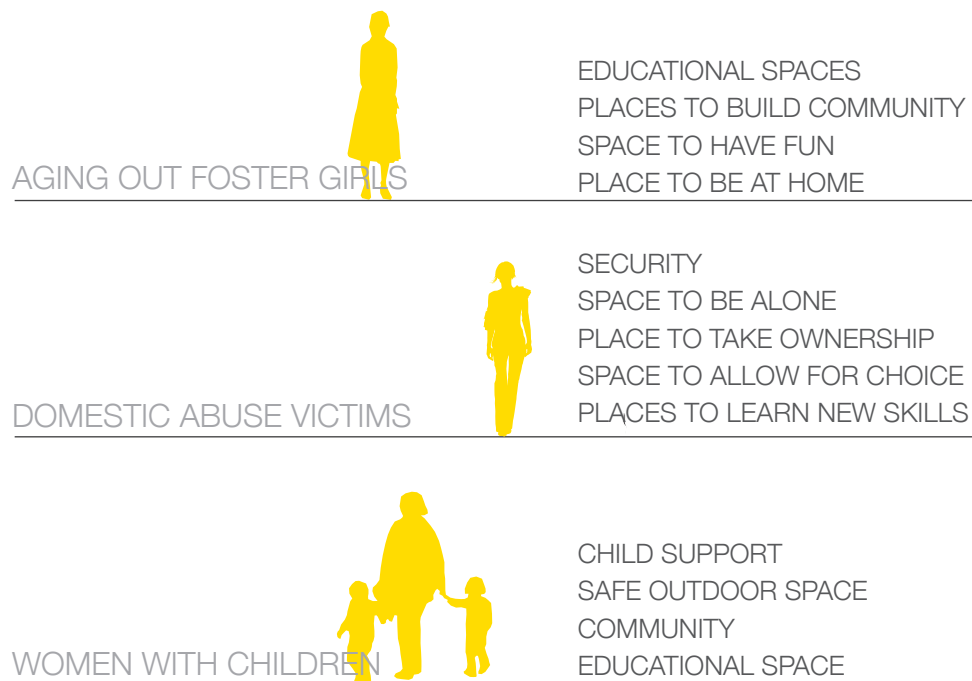 EDUCATIONAL SPACES
PLACES TO BUILD COMMUNITY
SPACE TO HAVE FUN
AGING OUT FOSTER GIRLS
PLACE TO BE AT HOME
SECURITY
SPACE TO BE ALONE
PLACE TO TAKE OWNERSHIP
SPACE TO ALLOW FOR CHOICE
DOMESTIC ABUSE VICTIMS
PLACES TO LEARN NEW SKILLS
CHILD SUPPORT
SAFE OUTDOOR SPACE
COMMUNITY
WOMEN WITH CHILDREN
EDUCATIONAL SPACE